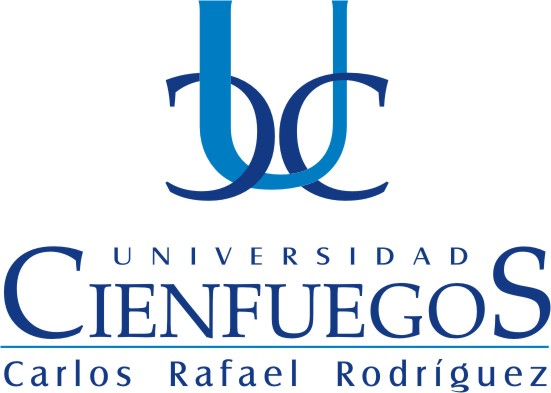 UNIVERSIDAD
CIENFUEGOS
Carlos Rafael Rodríguez